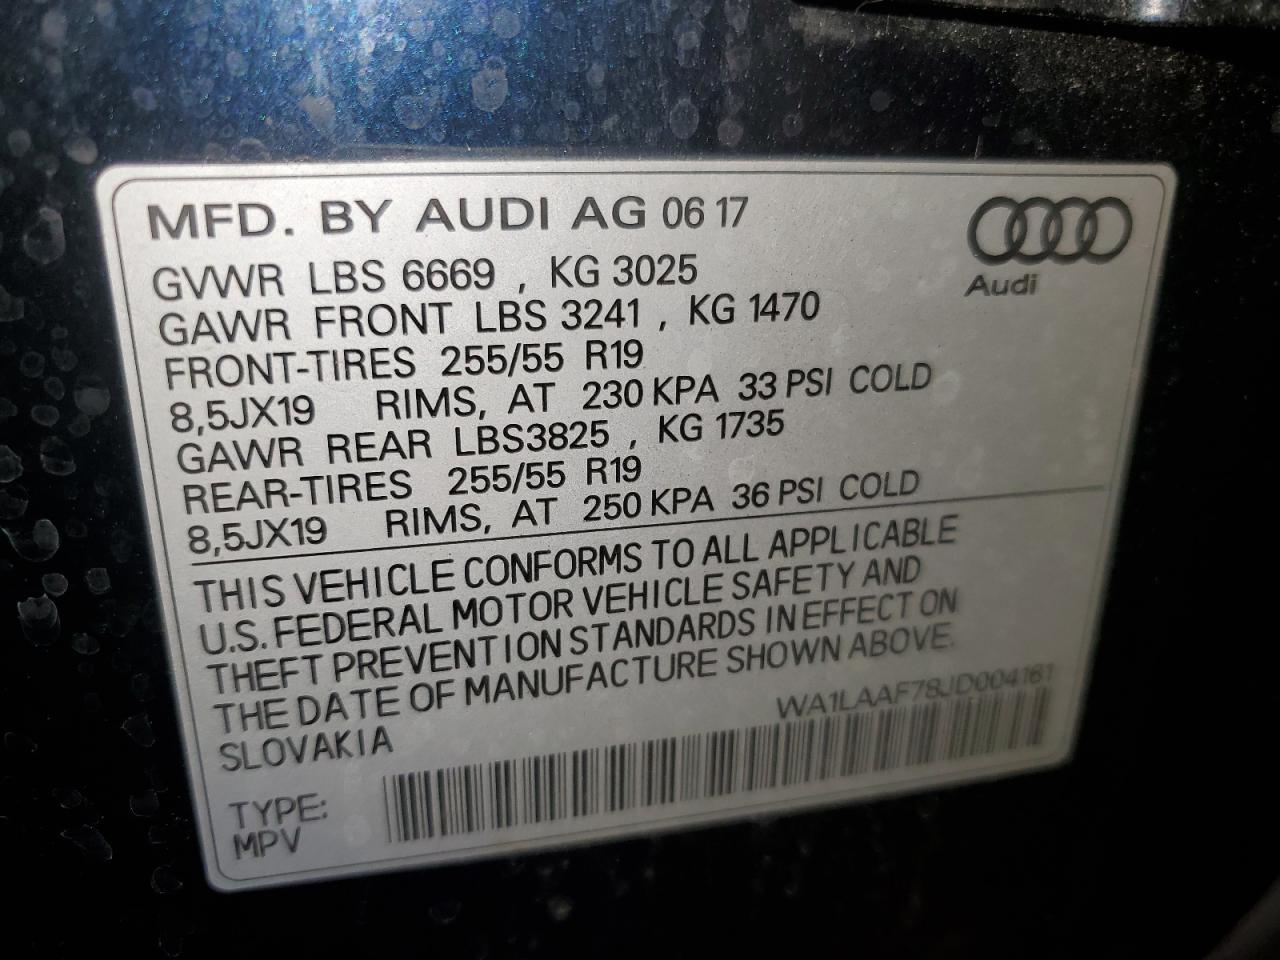 MFD. BY AUDI AG 06 17
Audi
GVWR LBS 6669 , KG 3025
GAWR FRONT LBS 3241 , KG 1470
FRONT-TIRES 255/55 R19
8,5JX19 RIMS, AT 230 KPA 33 PSI COLD
GAWR REAR LBS3825 , KG 1735
REAR-TIRES 255/55 R19
8,5JX19 RIMS, AT 250 KPA 36 PSI COLD
THIS VEHICLE CONFORMS TO ALL APPLICABLE
U.S. FEDERAL MOTOR VEHICLE SAFETY AND
THEFT PREVENTION STANDARDS IN EFFECT ON
THE DATE OF MANUFACTURE SHOWN ABOVE.
SLOVAKIA
WA1LAAF78JD004161
TYPE:
MPV